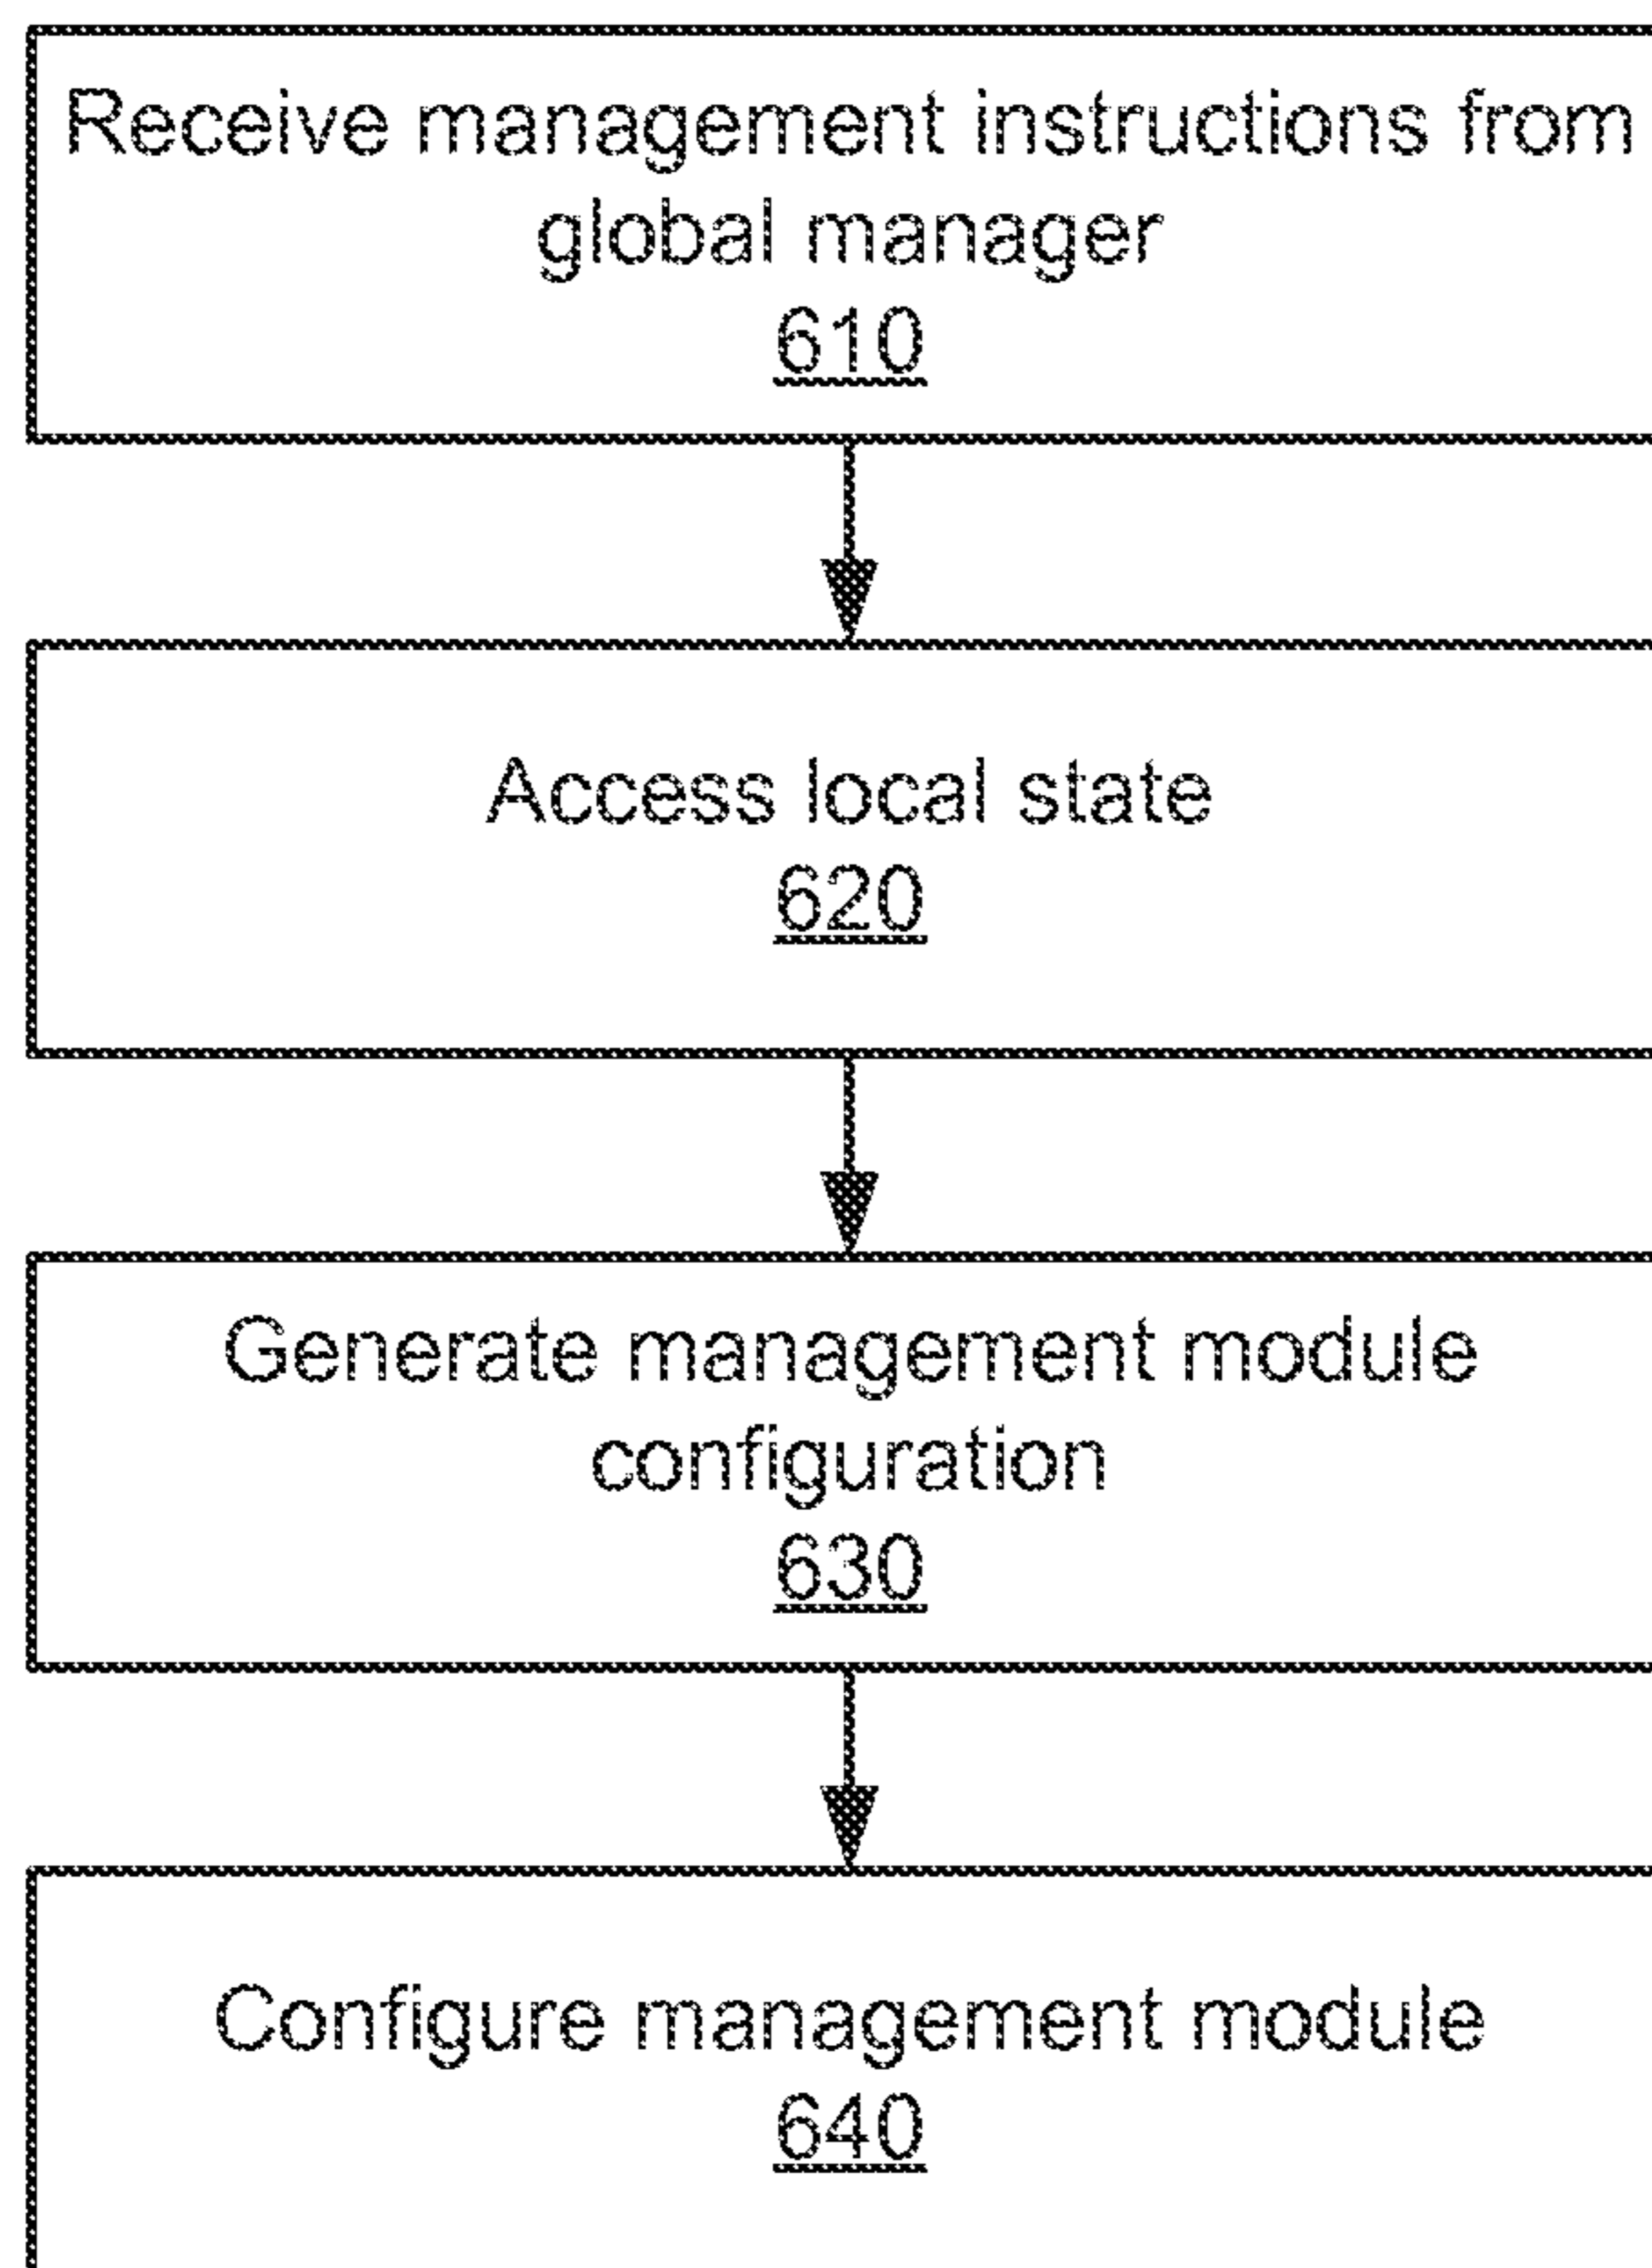 Receive management instructions from
global manager
610
Access local state
620
Generate management module
configuration
630
Configure management module
640